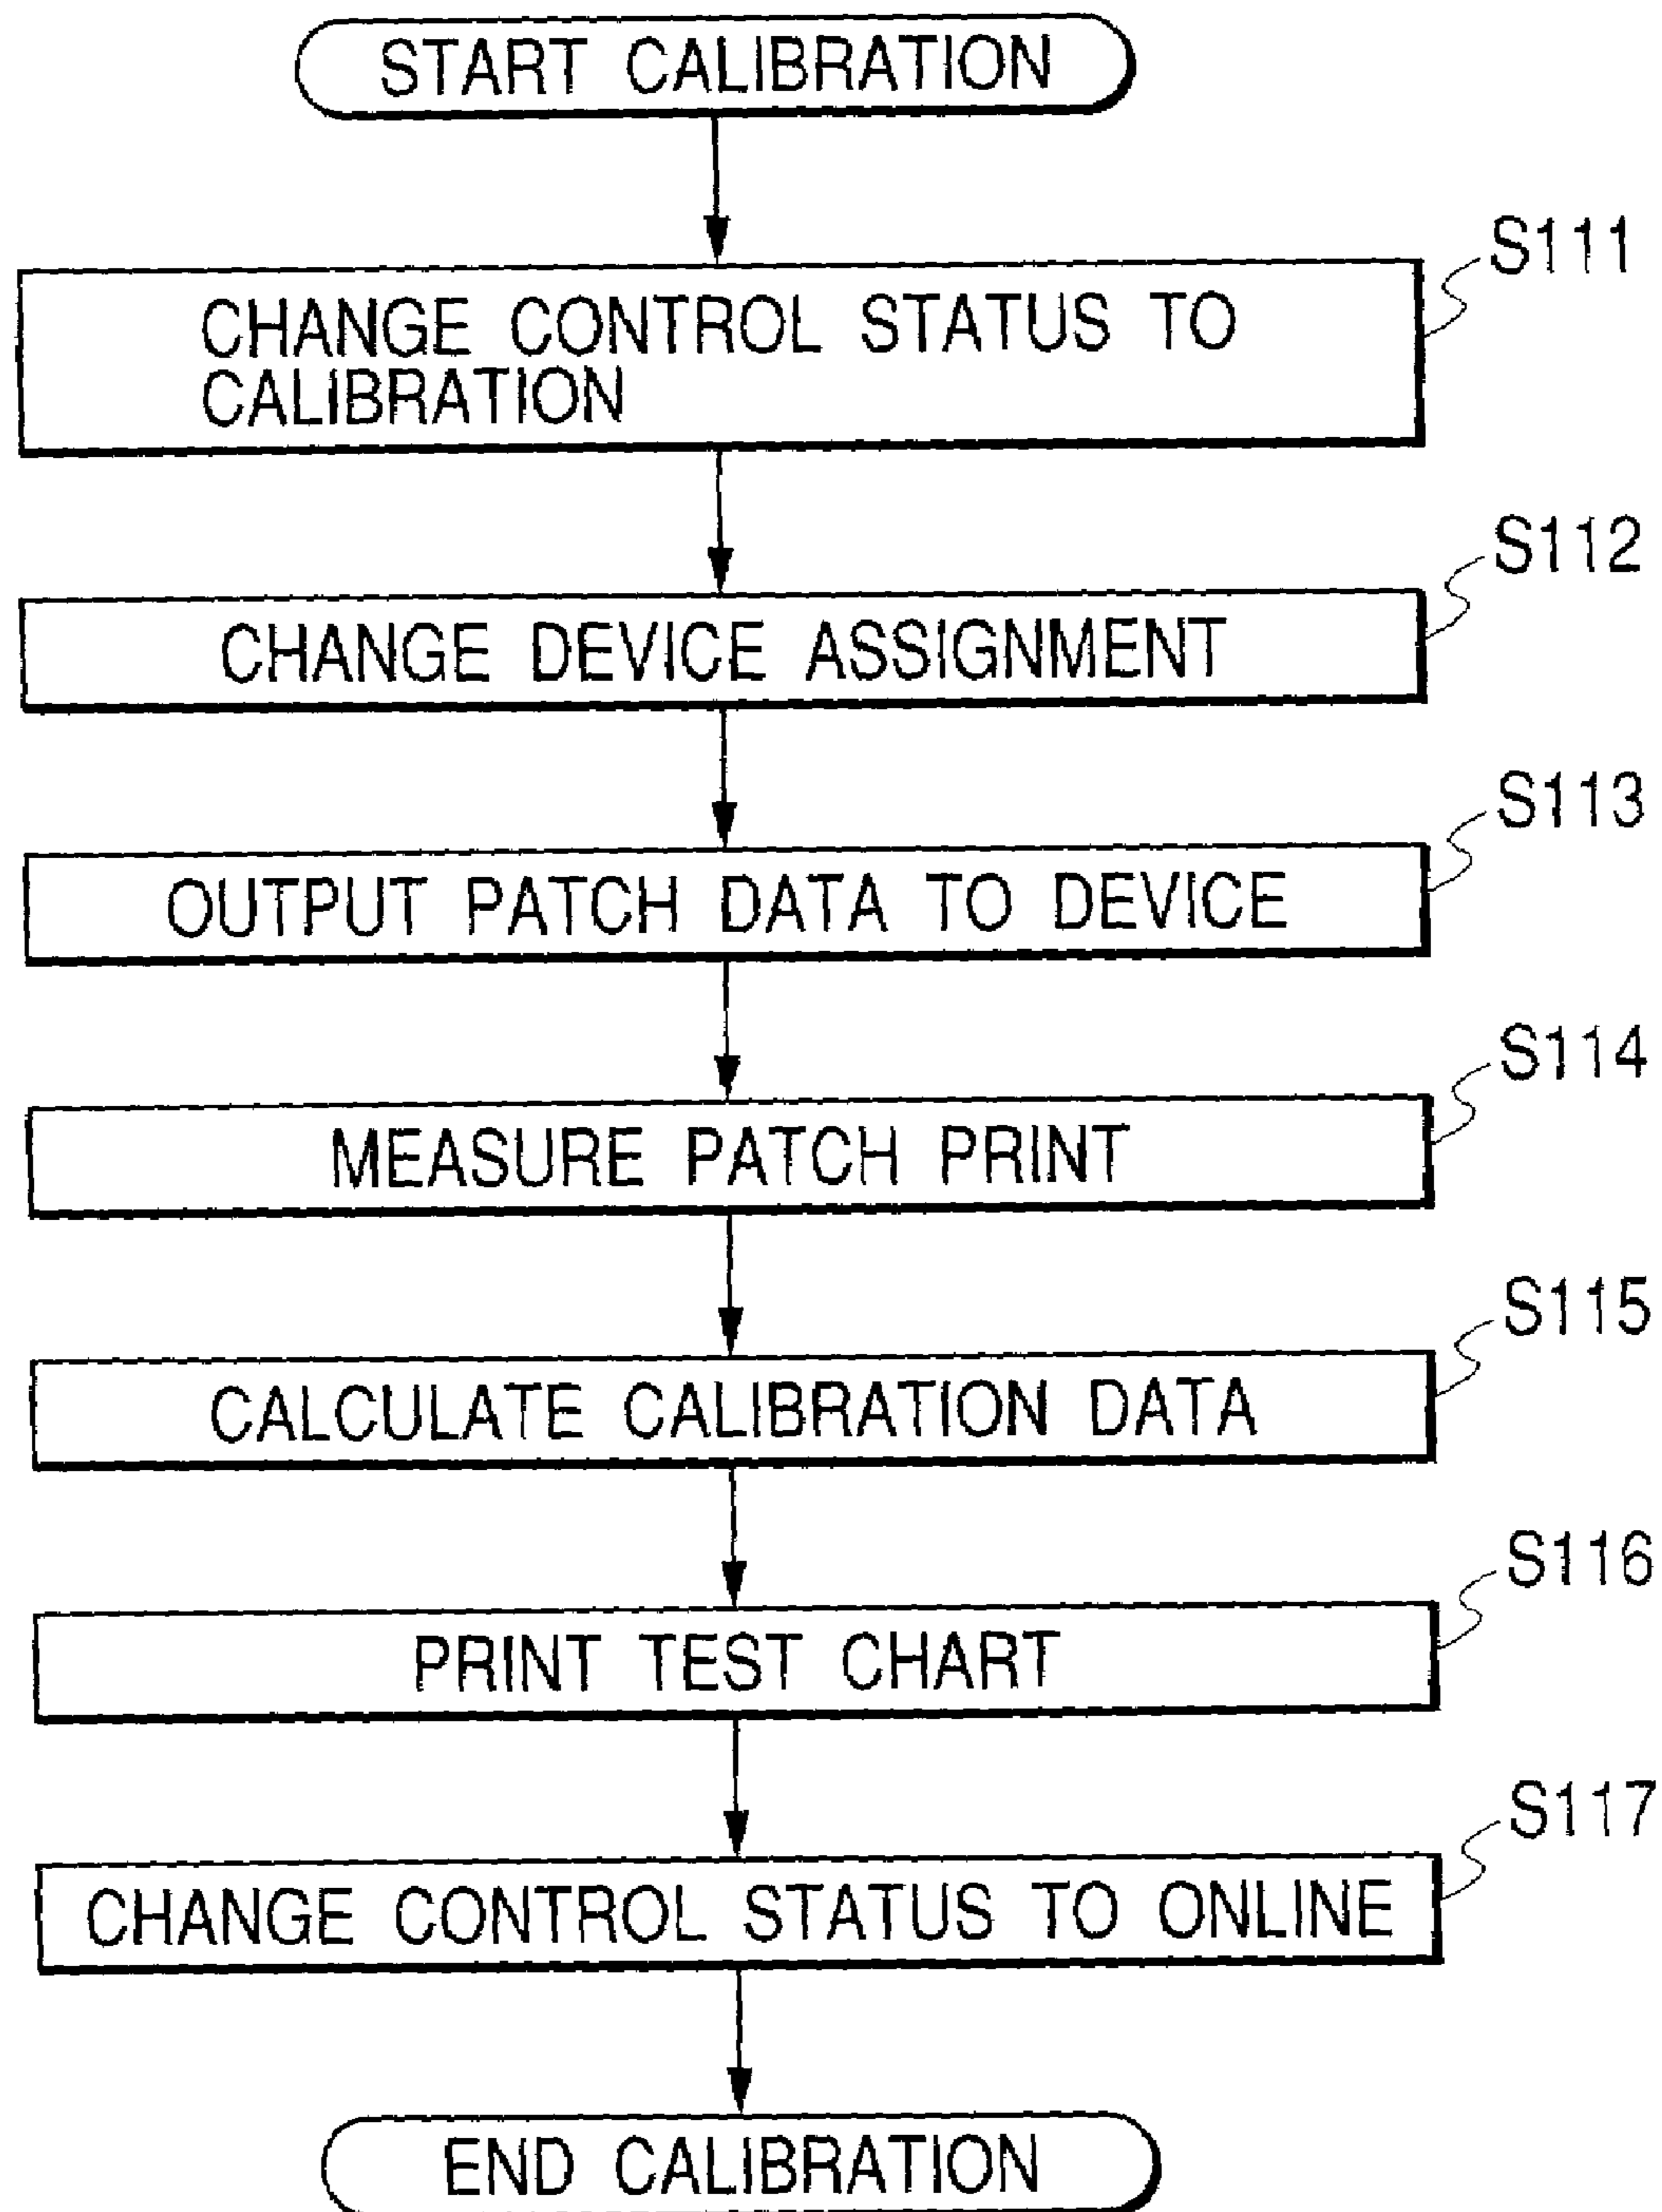 START CALIBRATION
S111
CHANGE CONTROL STATUS TO
CALIBRATION
S112
CHANGE DEVICE ASSIGNMENT
S113
OUTPUT PATCH DATA TO DEVICE
S114
MEASURE PATCH PRINT
S115
CALCULATE CALIBRATION DATA
S116
PRINT TEST CHART
S117
CHANGE CONTROL STATUS TO ONLINE
END CALIBRATION